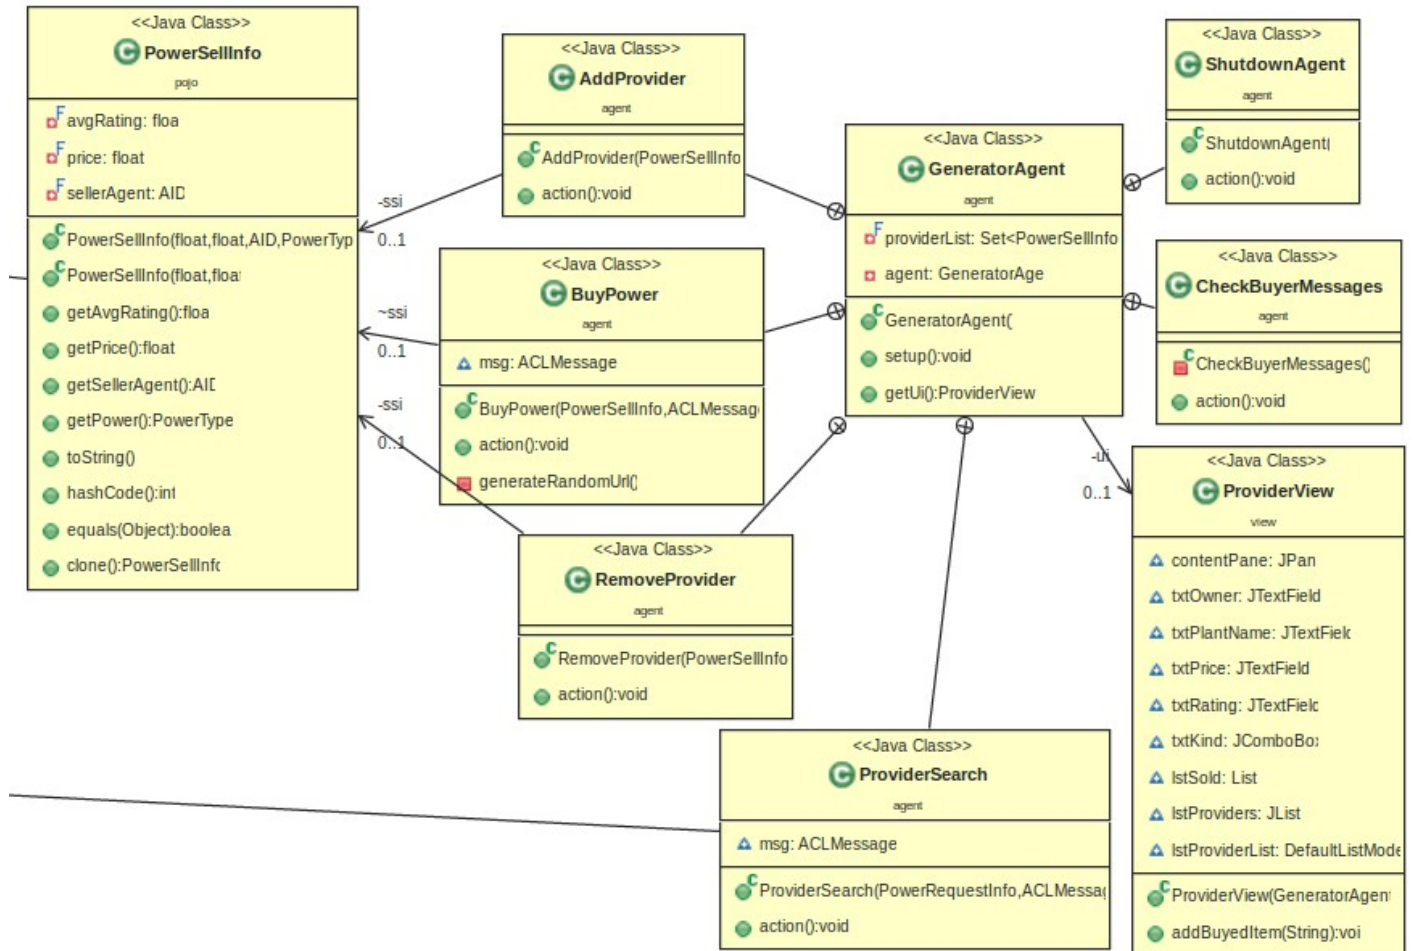 <<Java Class>>
PowerSellInfo
pojo
avgRating: floa
price: float
sellerAgent: AID
PowerSellInfo(float,float,AID,PowerTyp
PowerSellInfo(float,float
getAvgRating():floa
getPrice():float
getSellerAgent():AID
getPower():PowerType
toString()
hashCode():int
equals(Object):boolea
clone():PowerSellInfo
<<Java Class>>
AddProvider
agent
AddProvider(PowerSellInfo
action():void
-ssi
0..1
<<Java Class>>
BuyPower
agent
msg: ACLMessage
BuyPower(PowerSellInfo,ACLMessag
action():void
generateRandomUrl()
~ssi
0..1
-ssi
0..1
<<Java Class>>
RemoveProvider
agent
RemoveProvider(PowerSellInfo
action():void
<<Java Class>>
GeneratorAgent
agent
providerList: Set<PowerSellInfo
agent: GeneratorAge
GeneratorAgent(
setup():void
getUi():ProviderView
<<Java Class>>
ShutdownAgent
agent
ShutdownAgent(
action():void
<<Java Class>>
CheckBuyerMessages
agent
CheckBuyerMessages()
action():void
-ui
0..1
<<Java Class>>
ProviderView
view
contentPane: JPan
txtOwner: JTextField
txtPlantName: JTextField
txtPrice: JTextField
txtRating: JTextField
txtKind: JComboBox
lstSold: List
lstProviders: JList
lstProviderList: DefaultListMode
ProviderView(GeneratorAgent
addBuyedItem(String):voi
<<Java Class>>
ProviderSearch
agent
msg: ACLMessage
ProviderSearch(PowerRequestInfo,ACLMessag
action():void